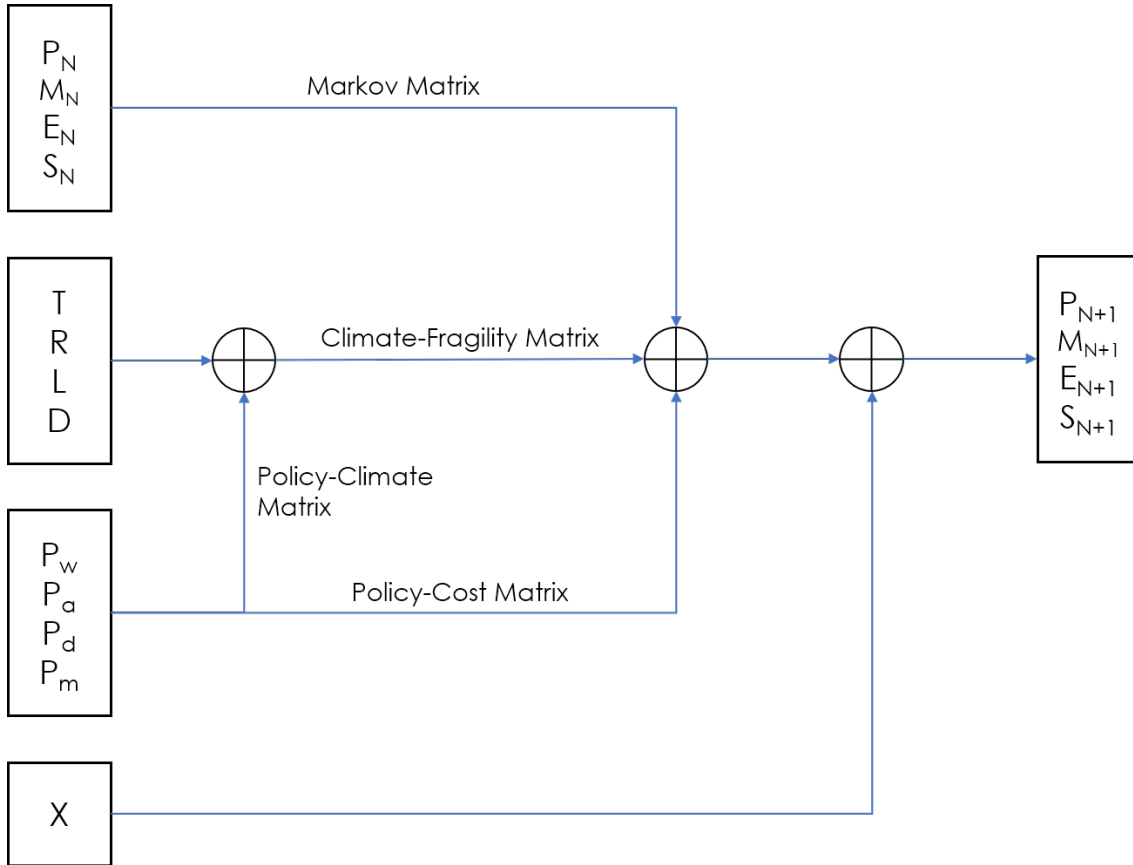 P_N
M_N
E_N
S_N
Markov Matrix
T
R
L
D
Climate-Fragility Matrix
P_{N+1}
M_{N+1}
E_{N+1}
S_{N+1}
Policy-Climate
Matrix
P_w
P_a
P_d
P_m
Policy-Cost Matrix
X